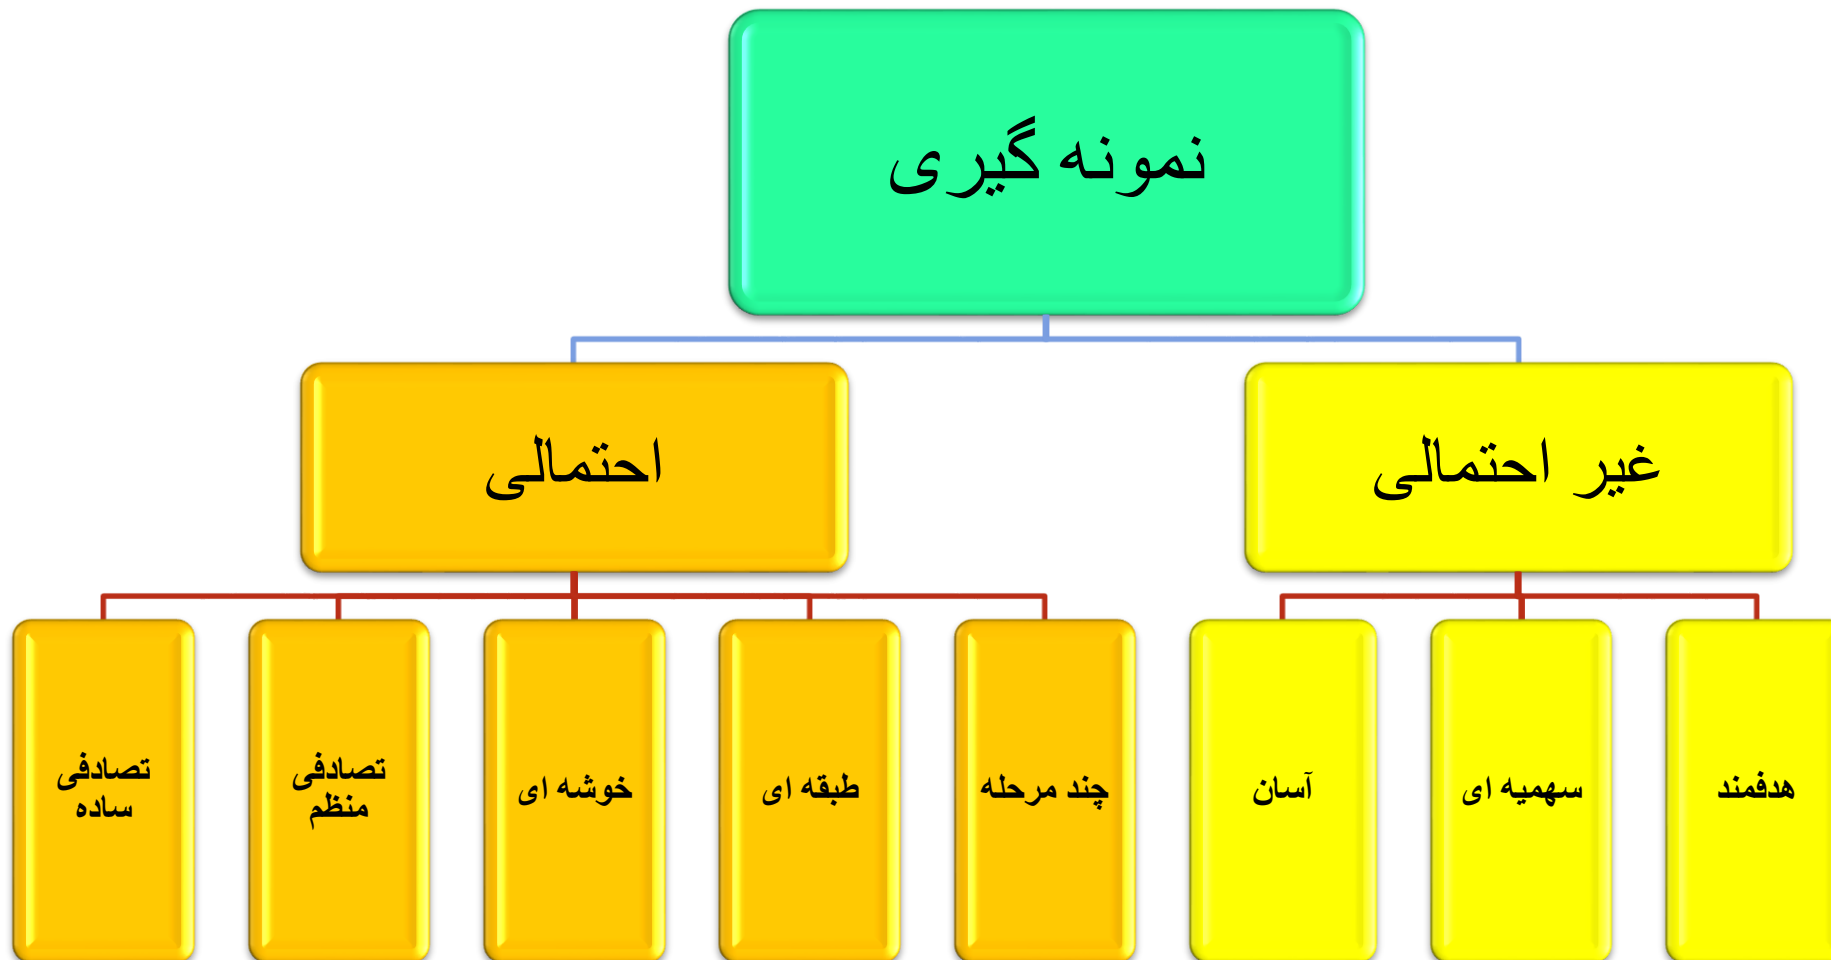 نمونه گیری
غیر احتمالی
احتمالی
هدفمند
سهمیه ای
آسان
چند مرحله
طبقه ای
خوشه ای
تصادفی
منظم
تصادفی
ساده